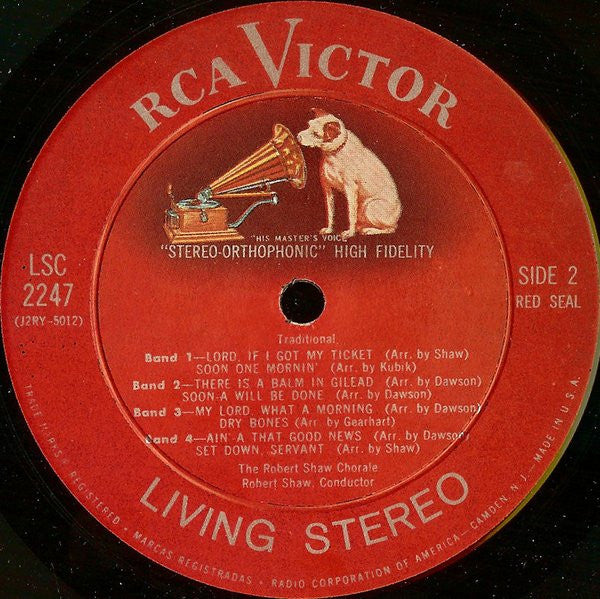 RCA VICTOR
"HIS MASTER'S VOICE"
"STEREO-ORTHOPHONIC" HIGH FIDELITY
LSC
2247
(J2RY-5012)
SIDE 2
RED SEAL
Traditional
Band 1—LORD, IF I GOT MY TICKET (Arr. by Shaw)
SOON ONE MORNIN' (Arr. by Kubik)
Band 2—THERE IS A BALM IN GILEAD (Arr. by Dawson)
SOON-A WILL BE DONE (Arr. by Dawson)
Band 3—MY LORD, WHAT A MORNING (Arr. by Dawson)
DRY BONES (Arr. by Gearhart)
Band 4—AIN' A THAT GOOD NEWS (Arr. by Dawson)
SET DOWN, SERVANT (Arr. by Shaw)
The Robert Shaw Chorale
Robert Shaw, Conductor
LIVING STEREO
TRADE MARKS • REGISTERED • MARCAS REGISTRADAS • RADIO CORPORATION OF AMERICA—CAMDEN, N. J.—MADE IN U.S.A.